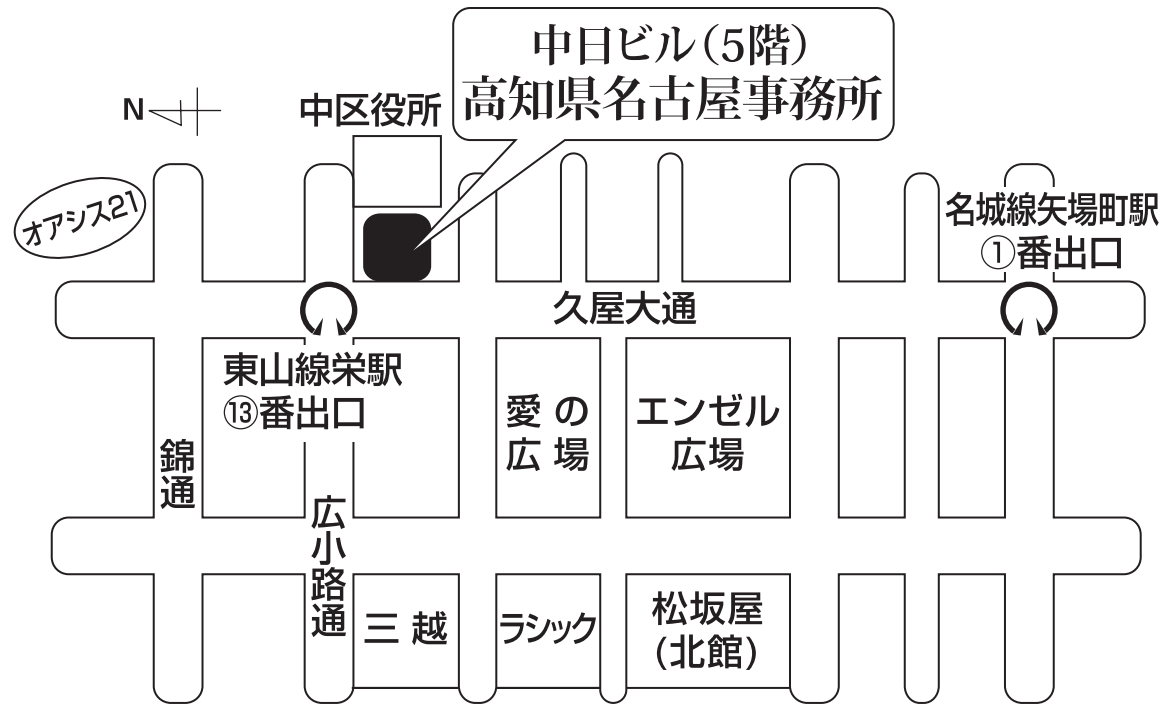 中日ビル(5階)
高知県名古屋事務所
N
中区役所
オアシス21
名城線矢場町駅
①番出口
久屋大通
東山線栄駅
⑬番出口
愛の
広場
エンゼル
広場
錦通
広小路通
三越
ラシック
松坂屋
(北館)